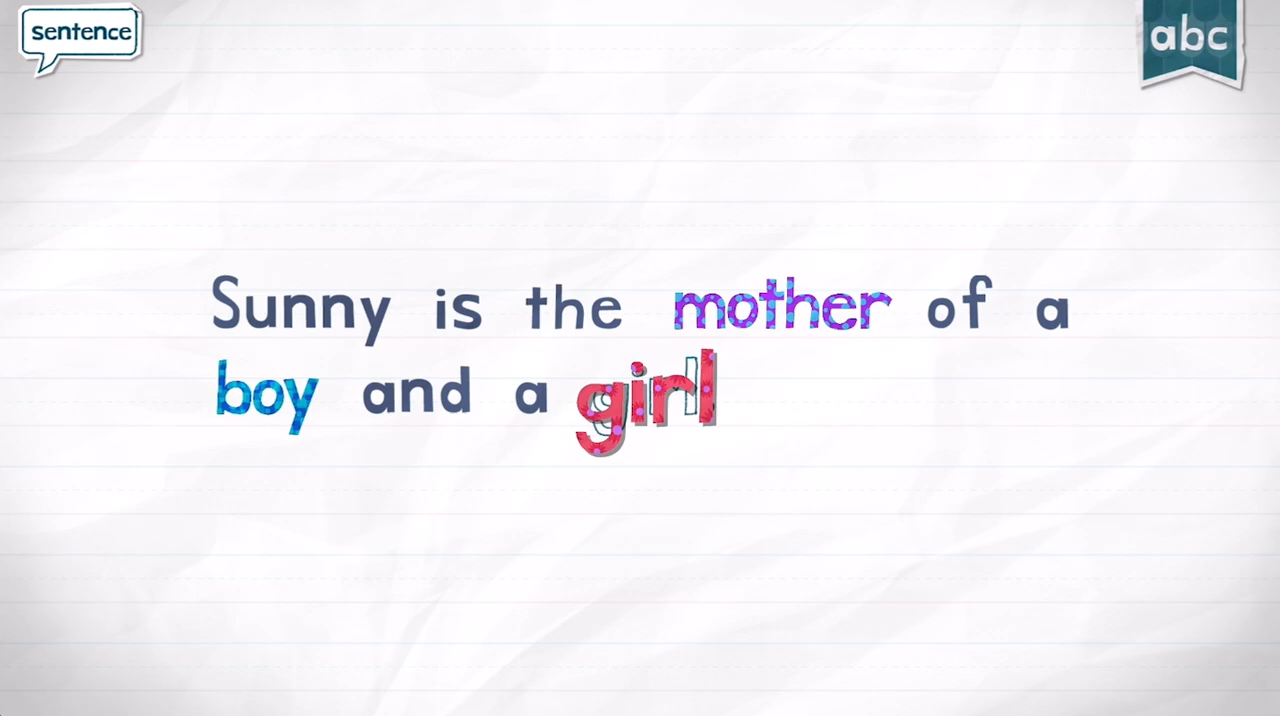 sentence
abc
Sunny is the mother of a
boy and a girl